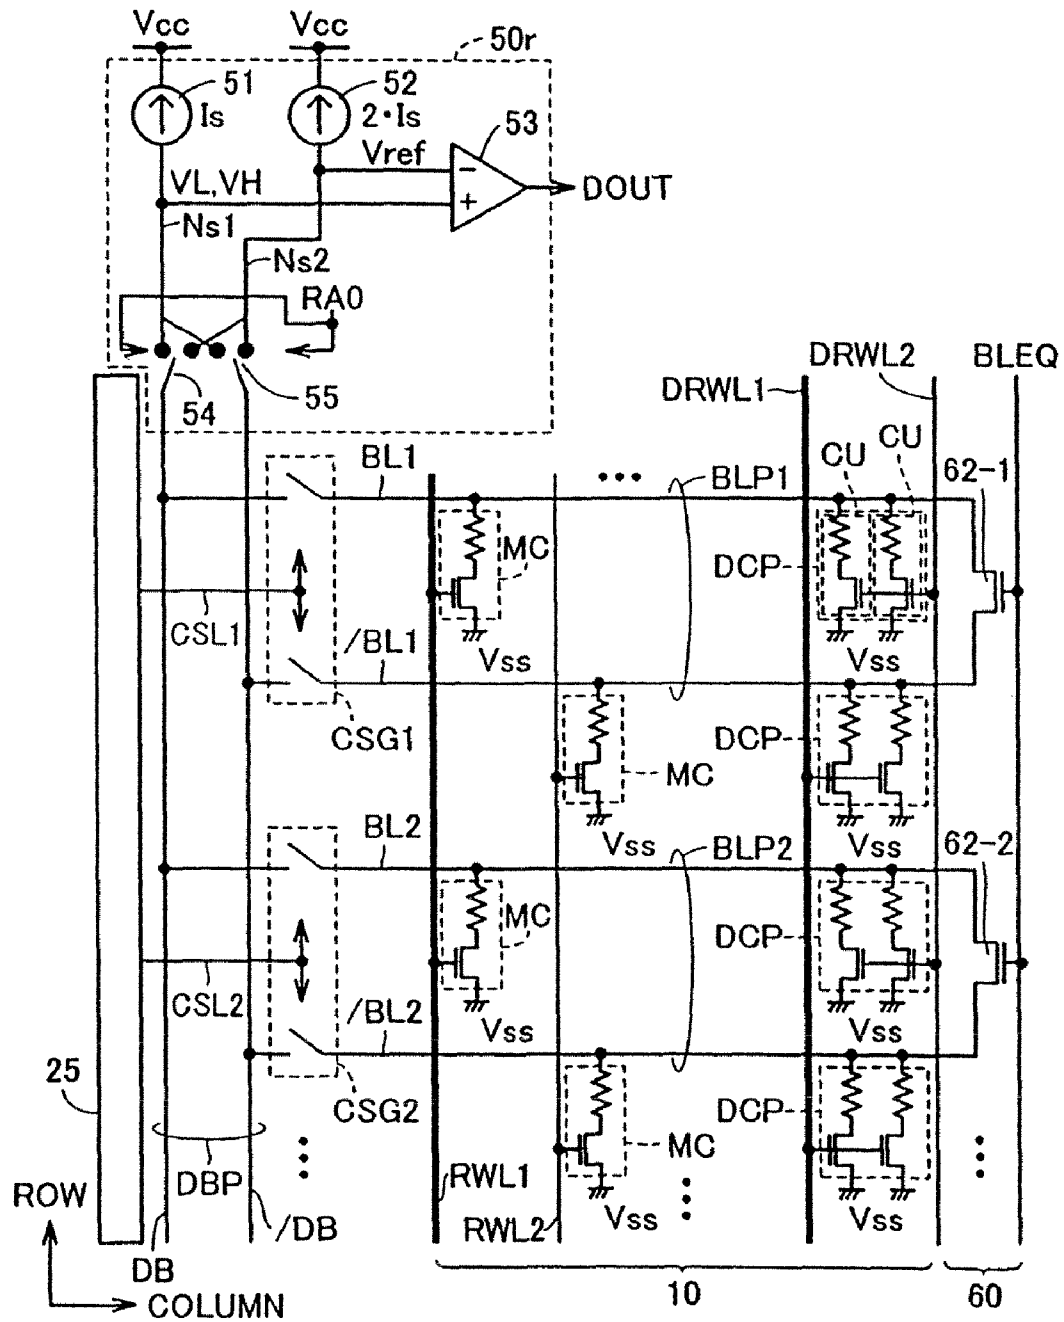 Vcc
Vcc
50r
51
Is
52
2·Is
53
Vref
VL,VH
DOUT
Ns1
Ns2
RA0
54
55
DRWL1
DRWL2
BLEQ
BL1
BLP1
CU
CU
62-1
MC
DCP
CSL1
Vss
Vss
/BL1
CSG1
DCP
MC
Vss
Vss
BL2
BLP2
62-2
MC
DCP
CSL2
Vss
Vss
/BL2
25
CSG2
DCP
MC
DBP
RWL1
Vss
Vss
ROW
/DB
RWL2
DB
COLUMN
10
60